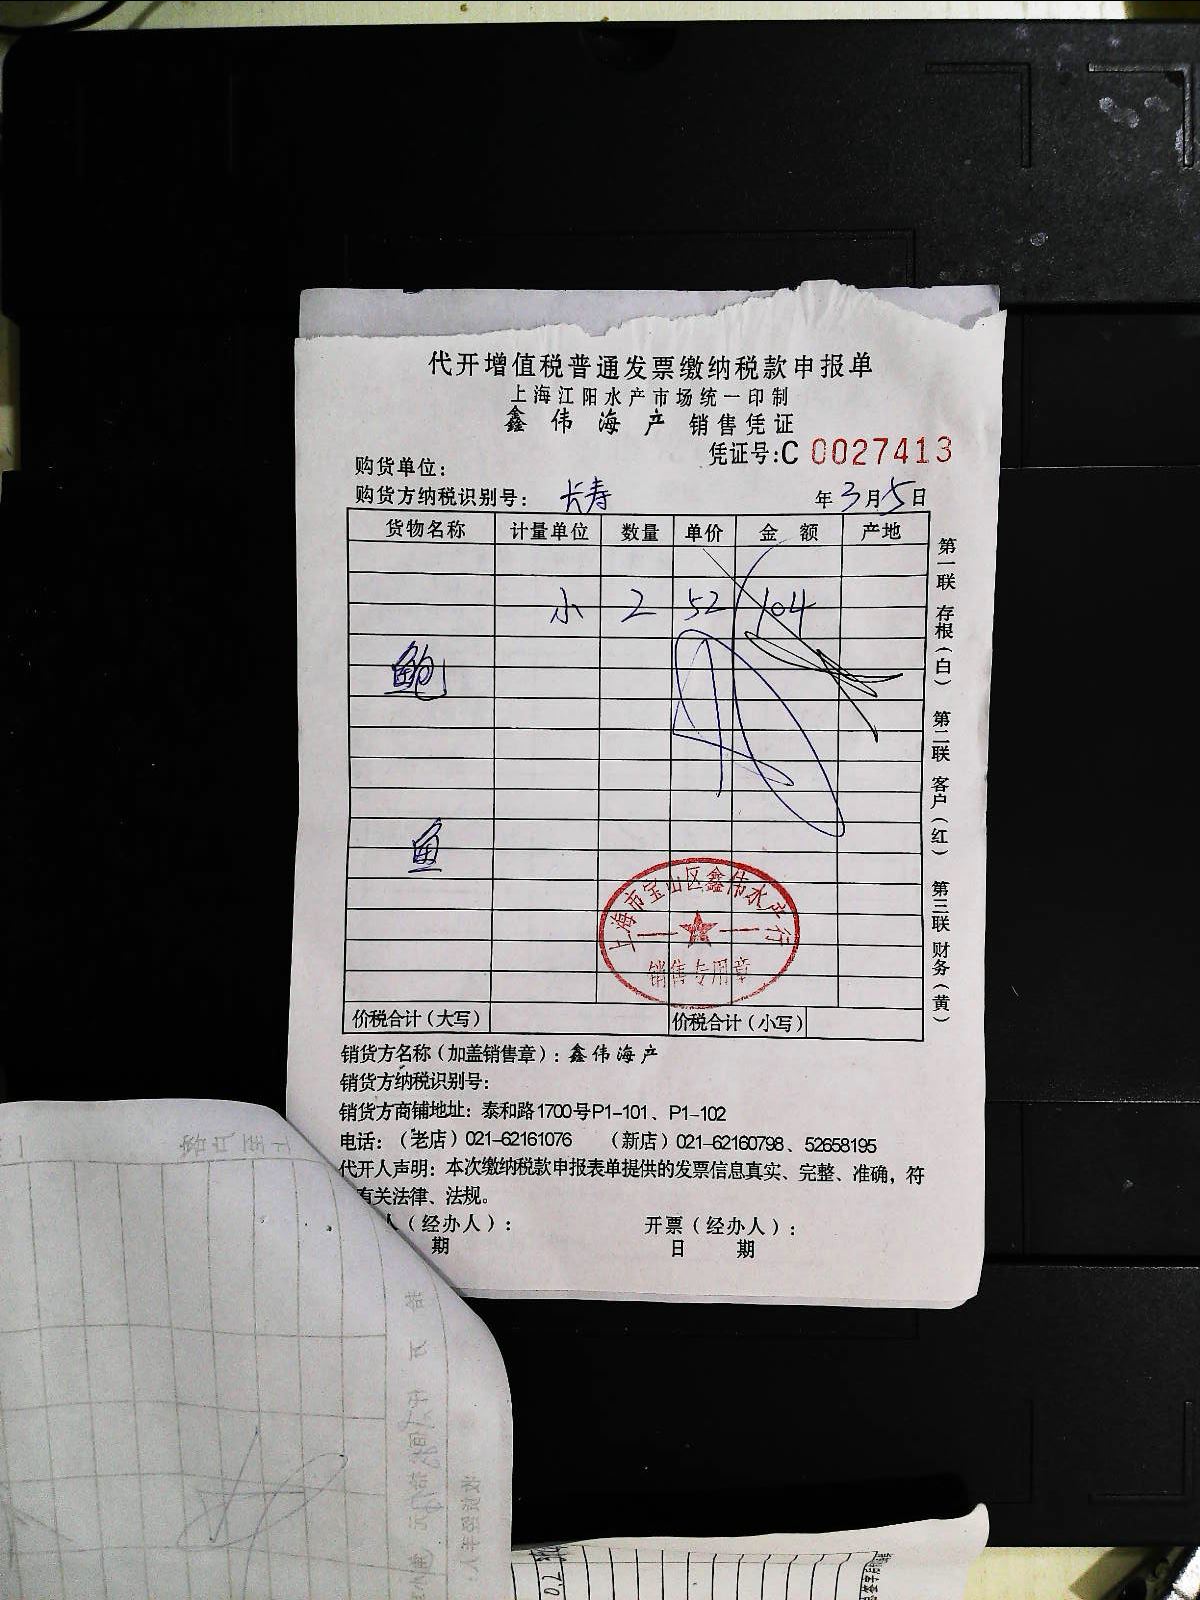 代开增值税普通发票缴纳税款申报单
上海江阳水产市场统一印制
鑫伟海产 销售凭证
凭证号:C 0027413
购货单位:
购货方纳税识别号: 长寿 年3月5日
货物名称 计量单位 数量 单价 金额 产地
小 2 52 104
鲍
鱼
上海市宝山区鑫伟水产行
销售专用章
价税合计(大写) 价税合计(小写)
第一联 存根(白) 第二联 客户(红) 第三联 财务(黄)
销货方名称(加盖销售章):鑫伟海产
销货方纳税识别号:
销货方商铺地址:泰和路1700号P1-101、P1-102
电话:(老店)021-62161076 (新店)021-62160798、52658195
代开人声明:本次缴纳税款申报表单提供的发票信息真实、完整、准确,符
有关法律、法规。
人(经办人): 开票(经办人):
期 日 期